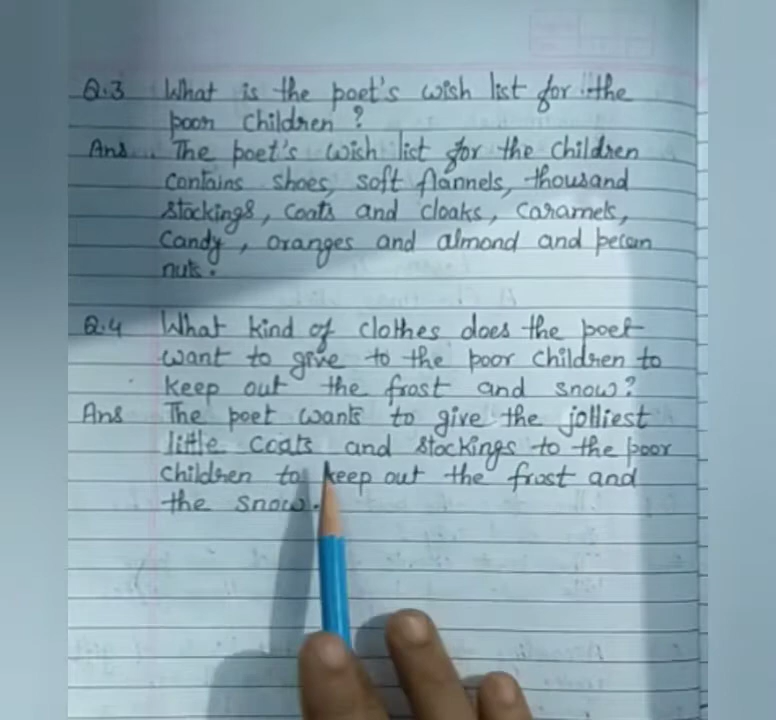 Q.3 What is the poet's wish list for the
poor children ?
Ans. The poet's wish list for the children
contains shoes, soft flannels, thousand
stockings, coats and cloaks, caramels,
candy, oranges and almond and pecan
nuts.
Q.4 What kind of clothes does the poet
want to give to the poor children to
keep out the frost and snow?
Ans The poet wants to give the jolliest
little coats and stockings to the poor
children to keep out the frost and
the snow.